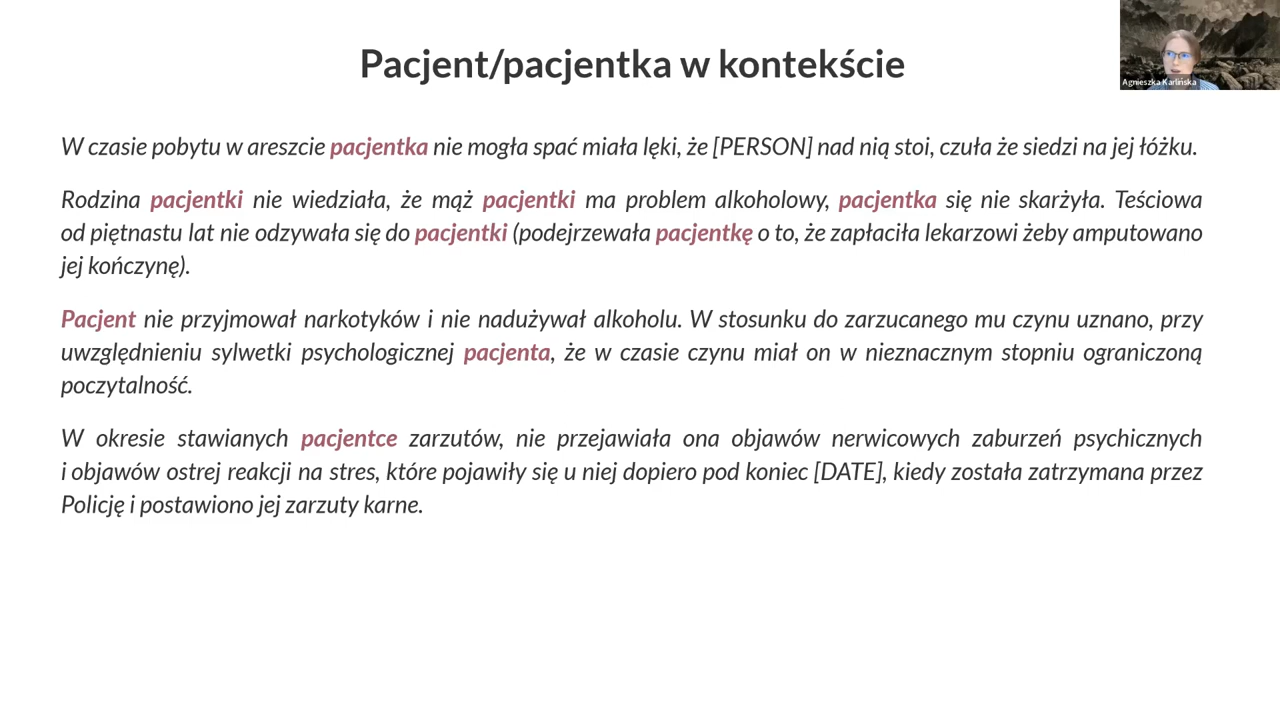 Pacjent/pacjentka w kontekście
Agnieszka Karlińska
W czasie pobytu w areszcie pacjentka nie mogła spać miała lęki, że [PERSON] nad nią stoi, czuła że siedzi na jej łóżku.
Rodzina pacjentki nie wiedziała, że mąż pacjentki ma problem alkoholowy, pacjentka się nie skarżyła. Teściowa
od piętnastu lat nie odzywała się do pacjentki (podejrzewała pacjentkę o to, że zapłaciła lekarzowi żeby amputowano
jej kończynę).
Pacjent nie przyjmował narkotyków i nie nadużywał alkoholu. W stosunku do zarzucanego mu czynu uznano, przy
uwzględnieniu sylwetki psychologicznej pacjenta, że w czasie czynu miał on w nieznacznym stopniu ograniczoną
poczytalność.
W okresie stawianych pacjentce zarzutów, nie przejawiała ona objawów nerwicowych zaburzeń psychicznych
i objawów ostrej reakcji na stres, które pojawiły się u niej dopiero pod koniec [DATE], kiedy została zatrzymana przez
Policję i postawiono jej zarzuty karne.